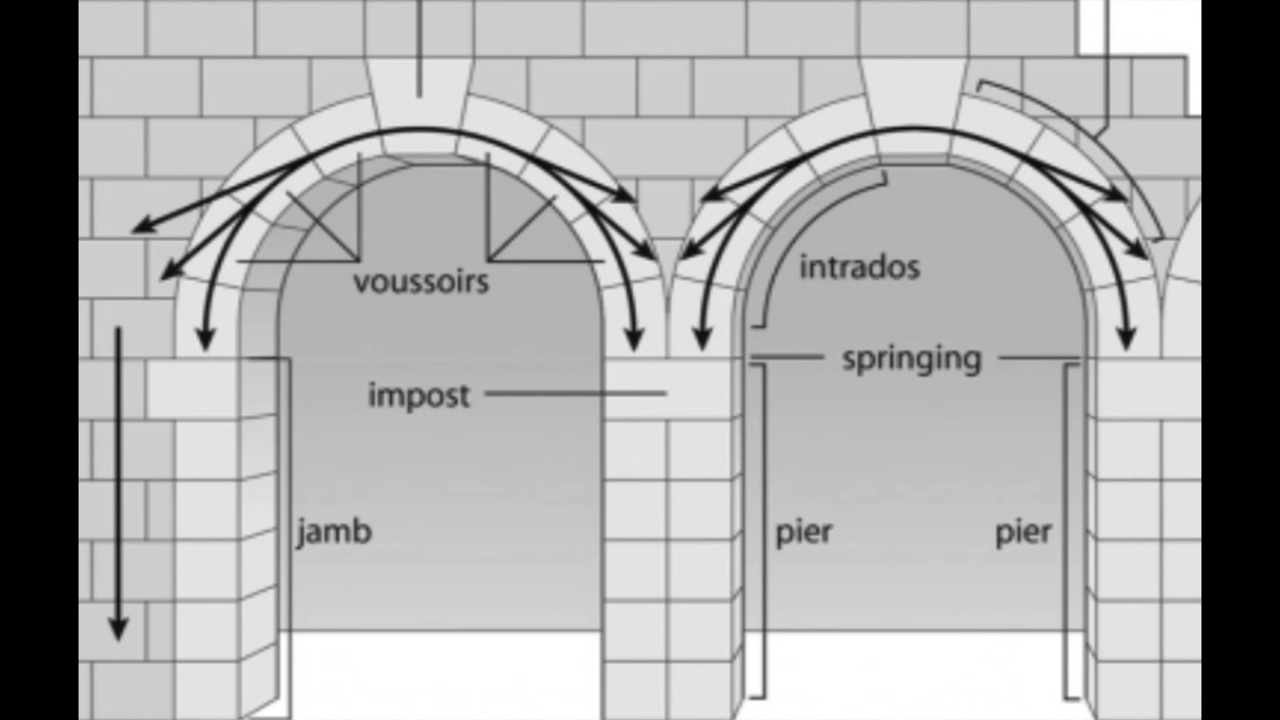 voussoirs
intrados
springing
impost
jamb
pier
pier